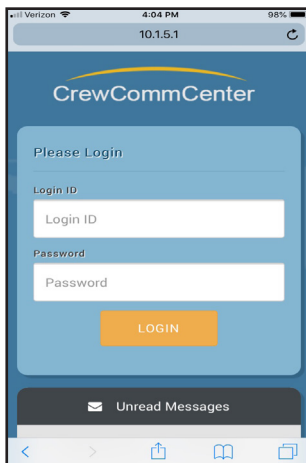 Verizon 4:04 PM 98%
10.1.5.1
CrewCommCenter
Please Login
Login ID
Login ID
Password
Password
LOGIN
Unread Messages